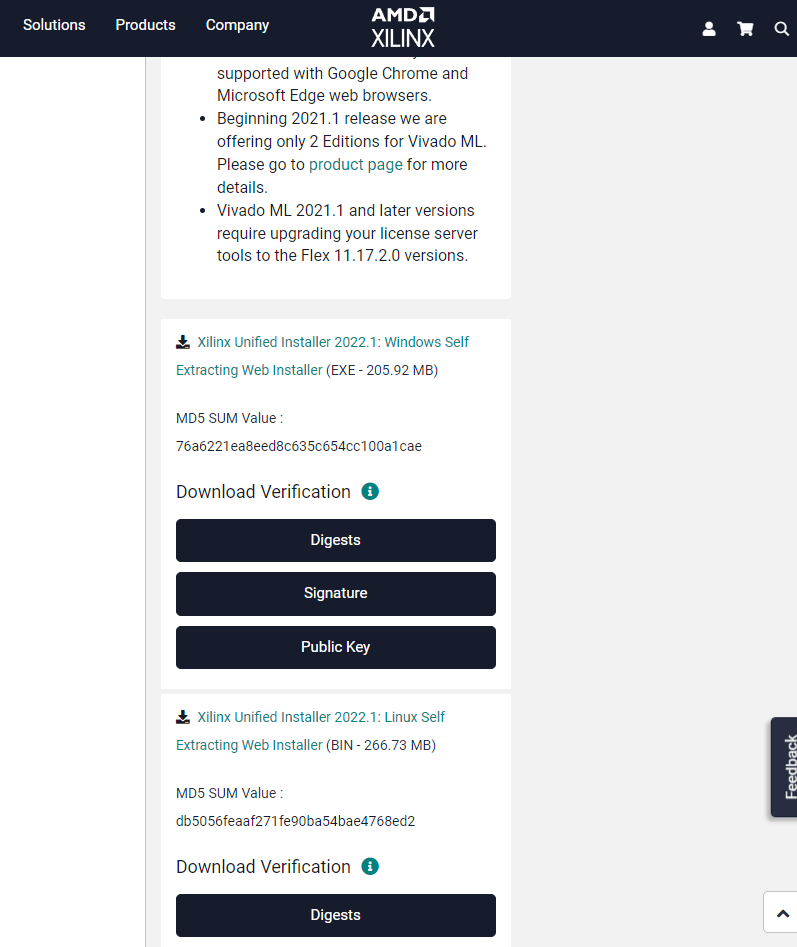 Solutions Products Company AMD
XILINX
supported with Google Chrome and
Microsoft Edge web browsers.
Beginning 2021.1 release we are
offering only 2 Editions for Vivado ML.
Please go to product page for more
details.
Vivado ML 2021.1 and later versions
require upgrading your license server
tools to the Flex 11.17.2.0 versions.
Xilinx Unified Installer 2022.1: Windows Self
Extracting Web Installer (EXE - 205.92 MB)
MD5 SUM Value :
76a6221ea8eed8c635c654cc100a1cae
Download Verification
Digests
Signature
Public Key
Xilinx Unified Installer 2022.1: Linux Self
Extracting Web Installer (BIN - 266.73 MB)
MD5 SUM Value :
db5056feaaf271fe90ba54bae4768ed2
Download Verification
Digests
Feedback